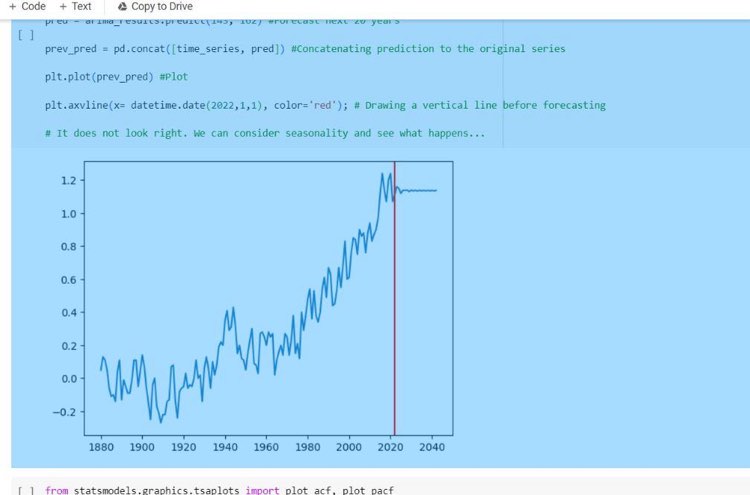 + Code + Text Copy to Drive
pred = arima_results.predict(143, 162) #Forecast next 20 years
[ ]
prev_pred = pd.concat([time_series, pred]) #Concatenating prediction to the original series
plt.plot(prev_pred) #Plot
plt.axvline(x= datetime.date(2022,1,1), color='red'); # Drawing a vertical line before forecasting
# It does not look right. We can consider seasonality and see what happens...
1.2
1.0
0.8
0.6
0.4
0.2
0.0
−0.2
1880 1900 1920 1940 1960 1980 2000 2020 2040
[ ] from statsmodels.graphics.tsaplots import plot_acf, plot_pacf